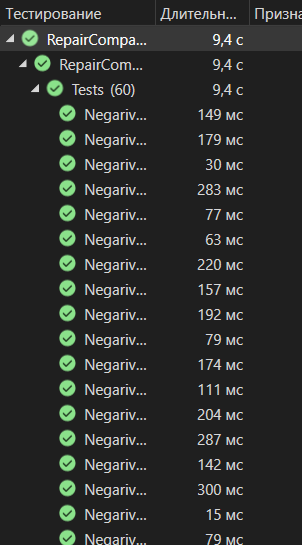 Тестирование Длительн... Призна
RepairCompa... 9,4 с
RepairCom... 9,4 с
Tests (60) 9,4 с
Negariv... 149 мс
Negariv... 179 мс
Negariv... 30 мс
Negariv... 283 мс
Negariv... 77 мс
Negariv... 63 мс
Negariv... 220 мс
Negariv... 157 мс
Negariv... 192 мс
Negariv... 79 мс
Negariv... 174 мс
Negariv... 111 мс
Negariv... 204 мс
Negariv... 287 мс
Negariv... 142 мс
Negariv... 300 мс
Negariv... 15 мс
Negariv... 79 мс